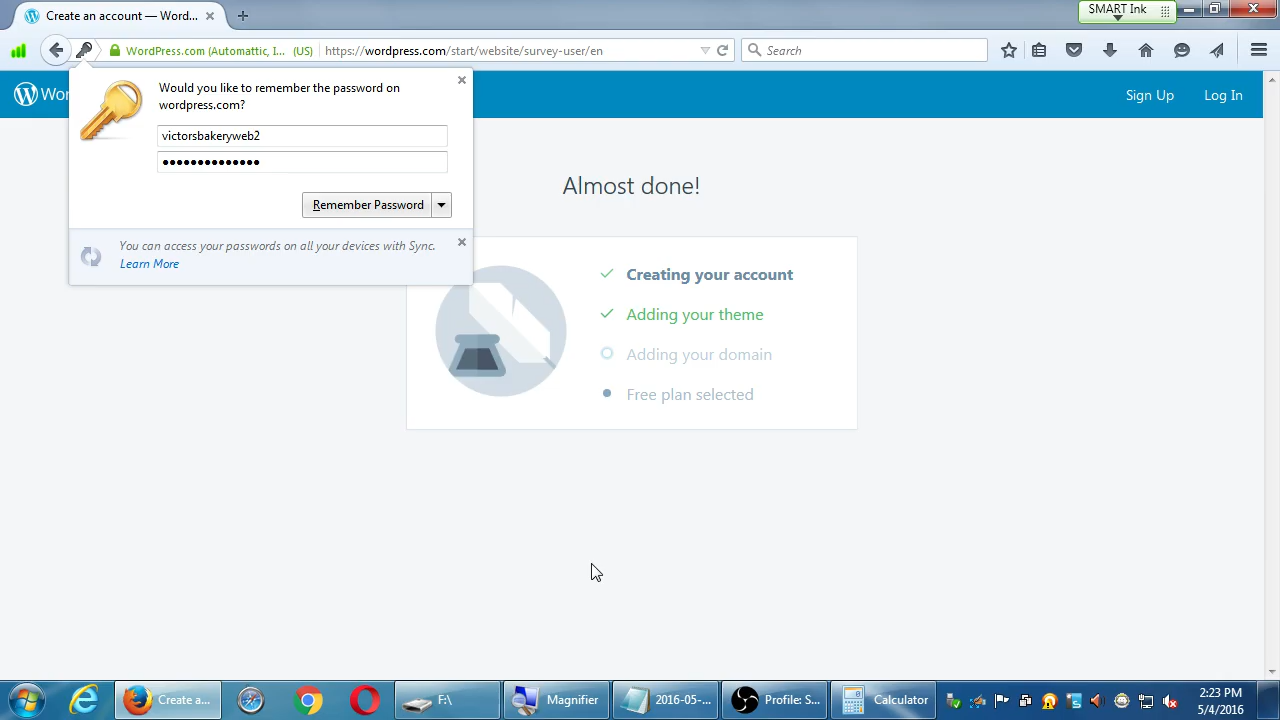 SMART Ink
Create an account — Word...
WordPress.com (Automattic, I... (US)
https://wordpress.com/start/website/survey-user/en
Search
Wor
Sign Up
Log In
Would you like to remember the password on
wordpress.com?
victorsbakeryweb2
●●●●●●●●●●●●●●
Remember Password
You can access your passwords on all your devices with Sync.
Learn More
Almost done!
Creating your account
Adding your theme
Adding your domain
Free plan selected
Create a...
F:\
Magnifier
2016-05-...
Profile: S...
Calculator
2:23 PM
5/4/2016